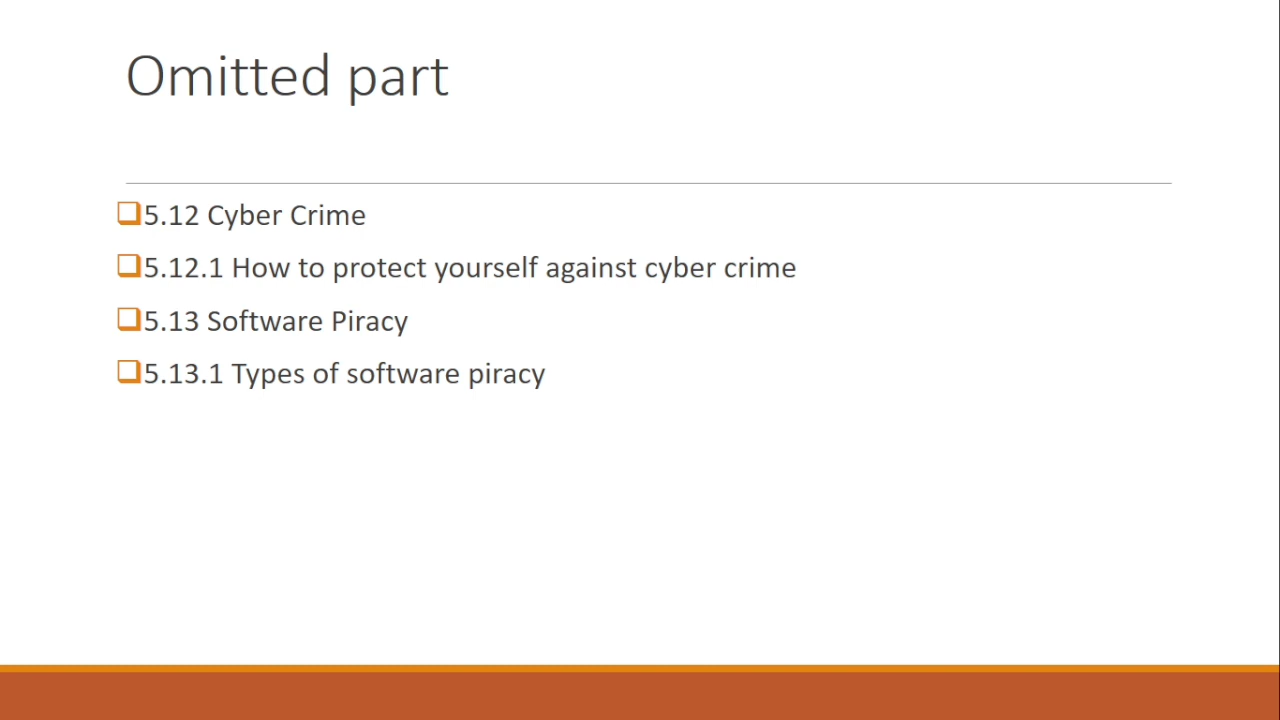 Omitted part
5.12 Cyber Crime
5.12.1 How to protect yourself against cyber crime
5.13 Software Piracy
5.13.1 Types of software piracy